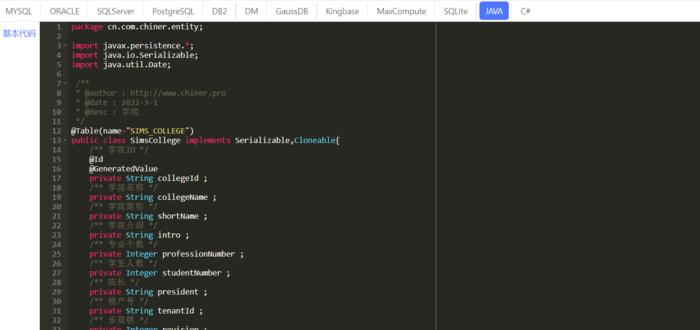 MYSQL ORACLE SQLServer PostgreSQL DB2 DM GaussDB Kingbase MaxCompute SQLite JAVA C#
基本代码
1 package cn.com.chiner.entity;
2
3 import javax.persistence.*;
4 import java.io.Serializable;
5 import java.util.Date;
6
7 /**
8 * @author : http://www.chiner.pro
9 * @date : 2022-3-1
10 * @desc : 学院
11 */
12 @Table(name="SIMS_COLLEGE")
13 public class SimsCollege implements Serializable,Cloneable{
14 /** 学院ID */
15 @Id
16 @GeneratedValue
17 private String collegeId ;
18 /** 学院名称 */
19 private String collegeName ;
20 /** 学院简称 */
21 private String shortName ;
22 /** 学院介绍 */
23 private String intro ;
24 /** 专业个数 */
25 private Integer professionNumber ;
26 /** 学生人数 */
27 private Integer studentNumber ;
28 /** 院长 */
29 private String president ;
30 /** 租户号 */
31 private String tenantId ;
32 /** 乐观锁 */
33 private Integer revision ;